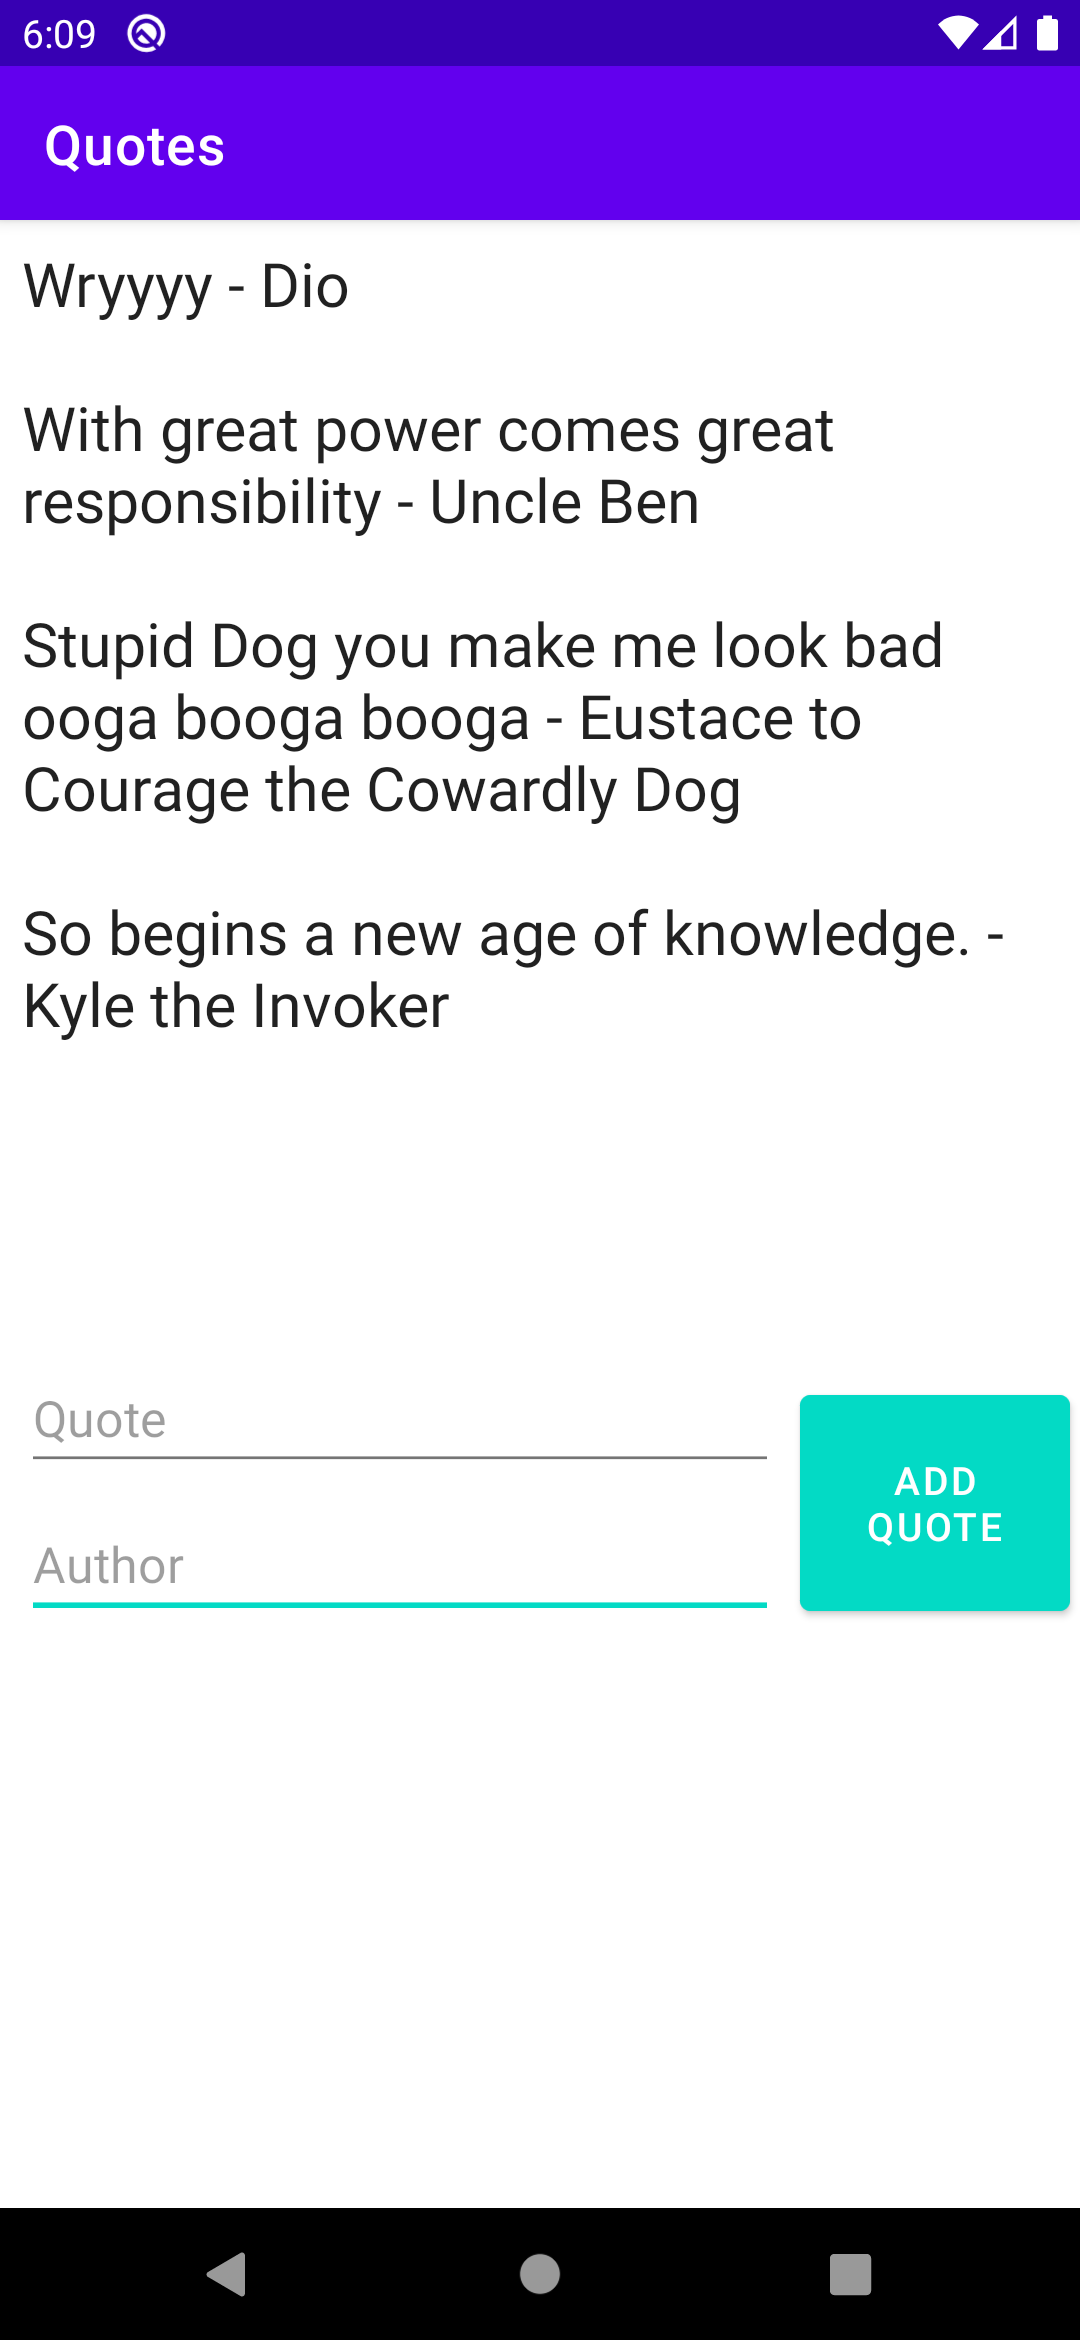 6:09
Quotes
Wryyyy - Dio
With great power comes great
responsibility - Uncle Ben
Stupid Dog you make me look bad
ooga booga booga - Eustace to
Courage the Cowardly Dog
So begins a new age of knowledge. -
Kyle the Invoker
Quote
Author
ADD
QUOTE